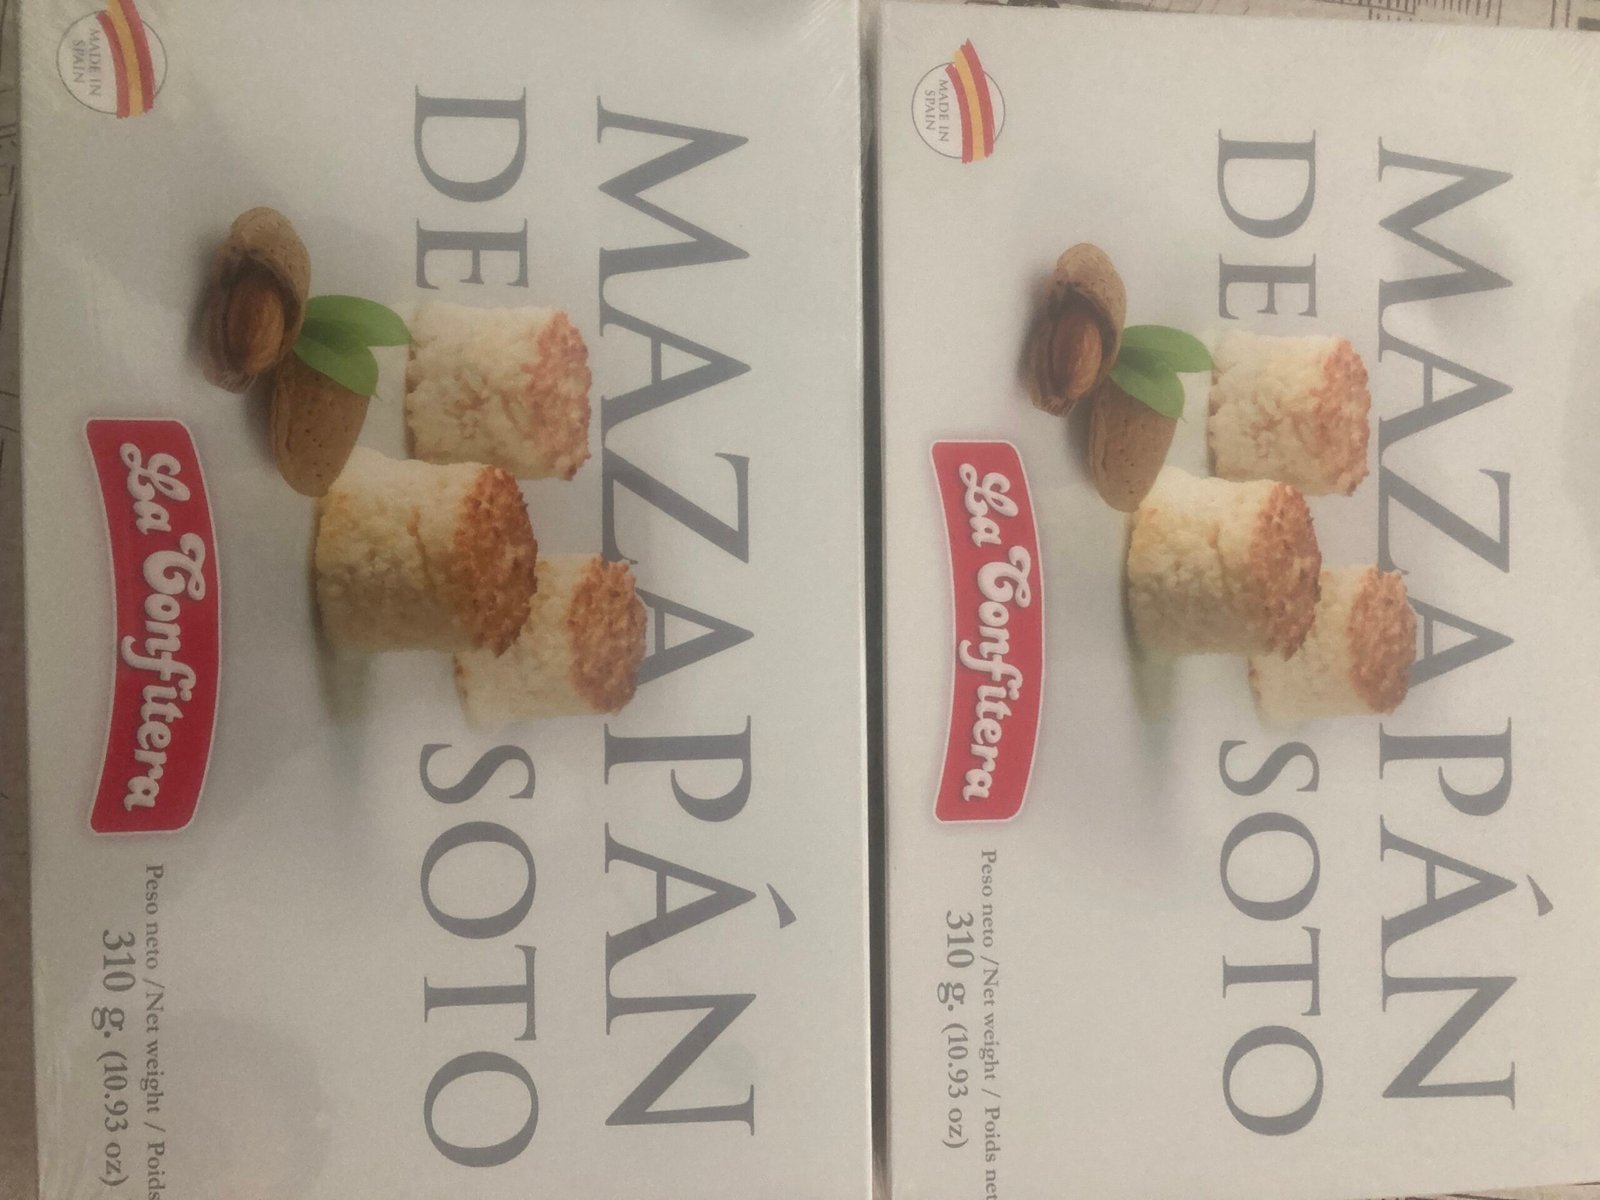 MAZAPÁN
DE SOTO
La Confitera
MADE IN
SPAIN
Peso neto /Net weight / Poids net
310 g. (10.93 oz)
MAZAPÁN
DE SOTO
La Confitera
MADE IN
SPAIN
Peso neto /Net weight / Poids
310 g. (10.93 oz)